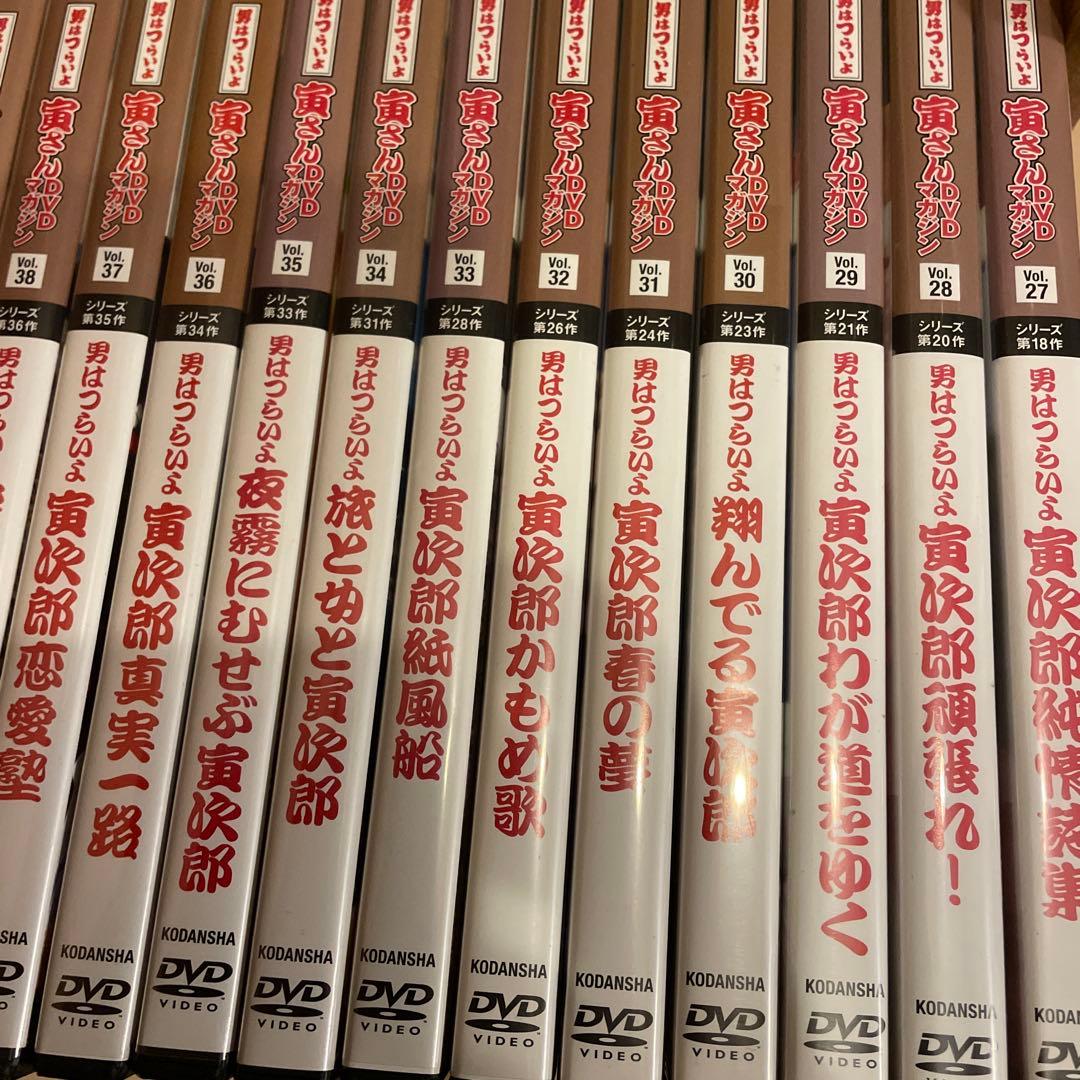 男はつらいよ
寅さんDVDマガジン
Vol.
38
シリーズ
第36作
男はつらいよ
KODANSHA
DVD
VIDEO
男はつらいよ
寅さんDVDマガジン
Vol.
37
シリーズ
第35作
男はつらいよ 寅次郎恋愛塾
KODANSHA
DVD
VIDEO
男はつらいよ
寅さんDVDマガジン
Vol.
36
シリーズ
第34作
男はつらいよ 寅次郎真実一路
KODANSHA
DVD
VIDEO
男はつらいよ
寅さんDVDマガジン
Vol.
35
シリーズ
第33作
男はつらいよ 夜霧にむせぶ寅次郎
KODANSHA
DVD
VIDEO
男はつらいよ
寅さんDVDマガジン
Vol.
34
シリーズ
第31作
男はつらいよ 旅と女と寅次郎
KODANSHA
DVD
VIDEO
男はつらいよ
寅さんDVDマガジン
Vol.
33
シリーズ
第28作
男はつらいよ 寅次郎紙風船
KODANSHA
DVD
VIDEO
男はつらいよ
寅さんDVDマガジン
Vol.
32
シリーズ
第26作
男はつらいよ 寅次郎かもめ歌
KODANSHA
DVD
VIDEO
男はつらいよ
寅さんDVDマガジン
Vol.
31
シリーズ
第24作
男はつらいよ 寅次郎春の夢
KODANSHA
DVD
VIDEO
男はつらいよ
寅さんDVDマガジン
Vol.
30
シリーズ
第23作
男はつらいよ 翔んでる寅次郎
KODANSHA
DVD
VIDEO
男はつらいよ
寅さんDVDマガジン
Vol.
29
シリーズ
第21作
男はつらいよ 寅次郎わが道をゆく
KODANSHA
DVD
VIDEO
男はつらいよ
寅さんDVDマガジン
Vol.
28
シリーズ
第20作
男はつらいよ 寅次郎頑張れ!
KODANSHA
DVD
男はつらいよ
寅さんDVDマガジン
Vol.
27
シリーズ
第18作
男はつらいよ 寅次郎純情詩集
KODANSHA
DVD